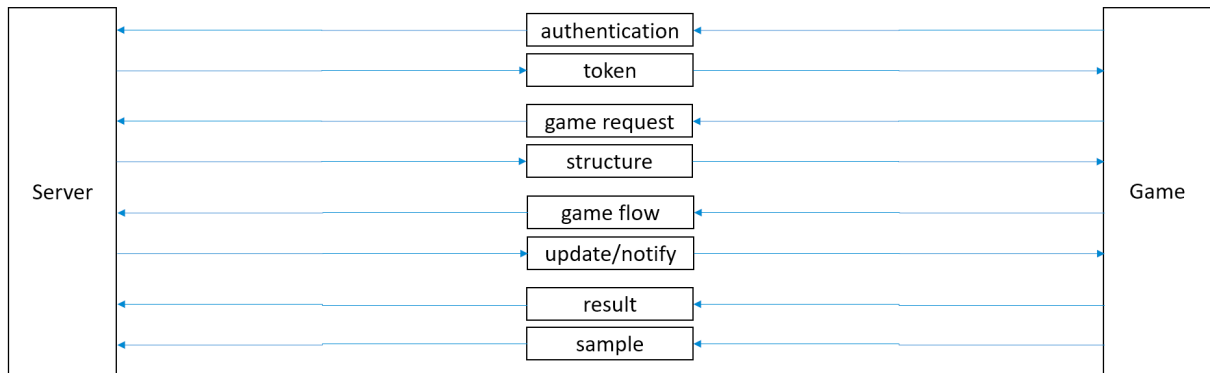 authentication
token
game request
structure
Server
Game
game flow
update/notify
result
sample